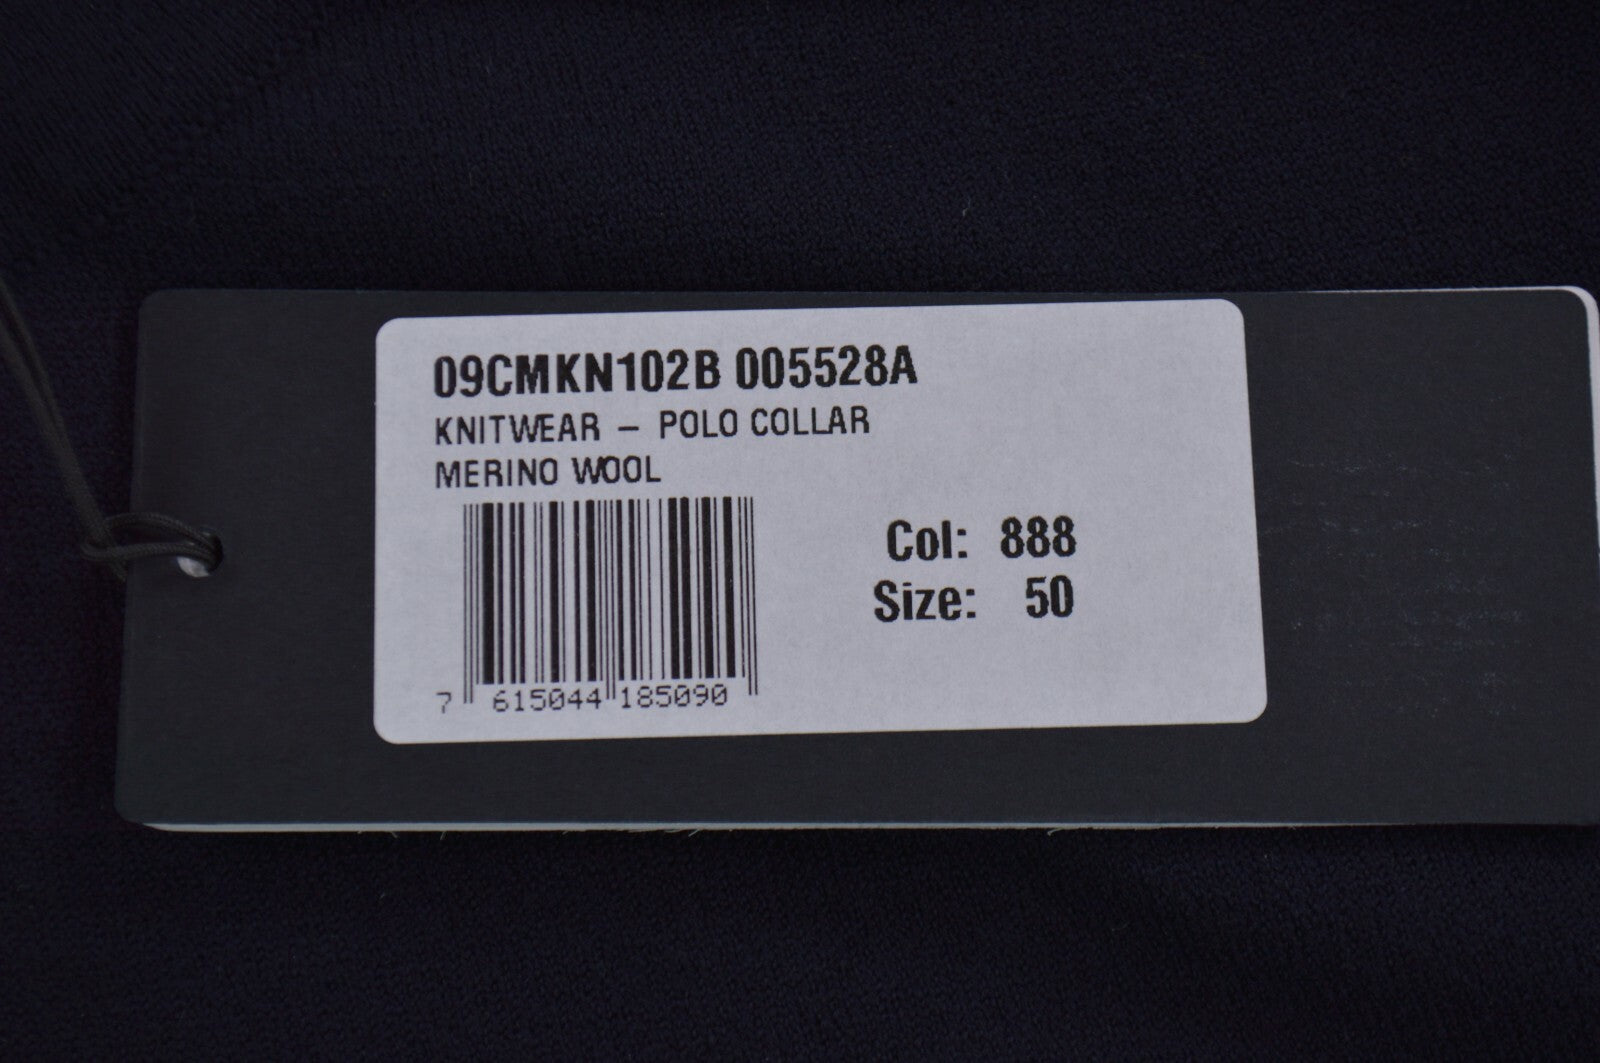 09CMKN102B 005528A
KNITWEAR – POLO COLLAR
MERINO WOOL
Col: 888
Size: 50
7 615044 185090